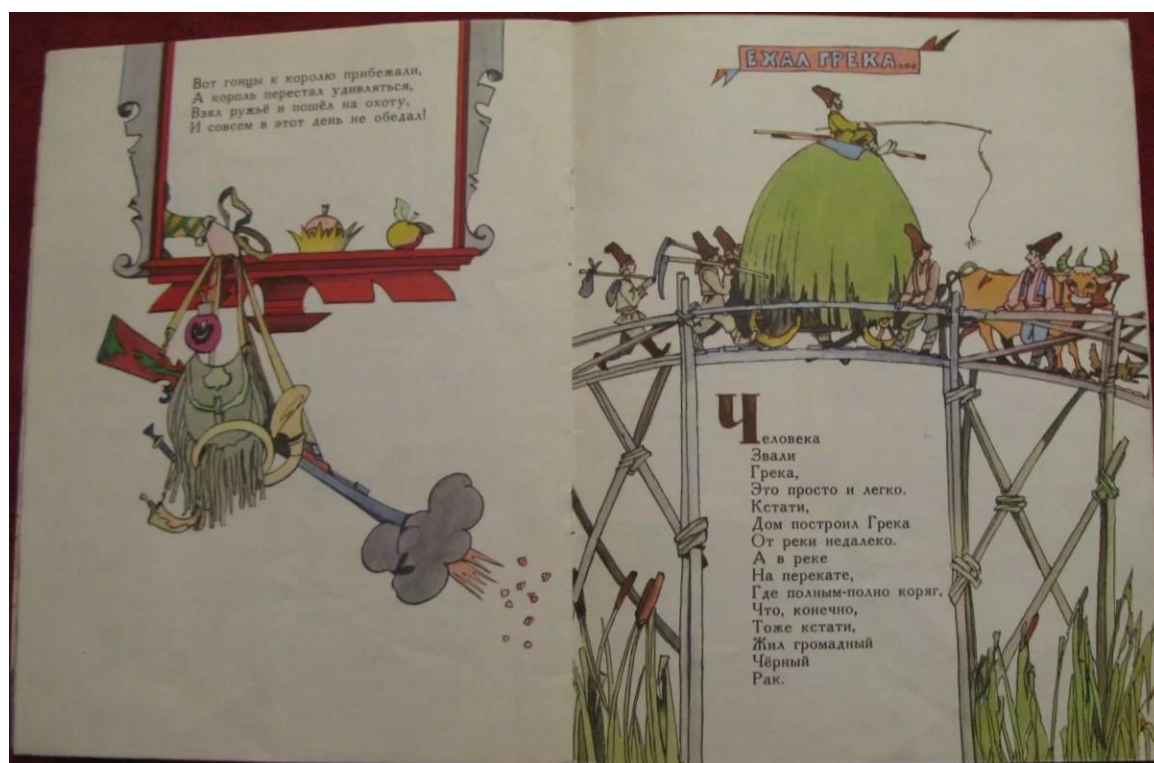 Вот гонцы к королю прибежали,
А король перестал удивляться,
Взял ружьё и пошёл на охоту,
И совсем в этот день не обедал!
ЕХАЛ ГРЕКА...
Человека
Звали
Грека,
Это просто и легко.
Кстати,
Дом построил Грека
От реки недалеко.
А в реке
На перекате,
Где полным-полно коряг,
Что, конечно,
Тоже кстати,
Жил громадный
Чёрный
Рак.